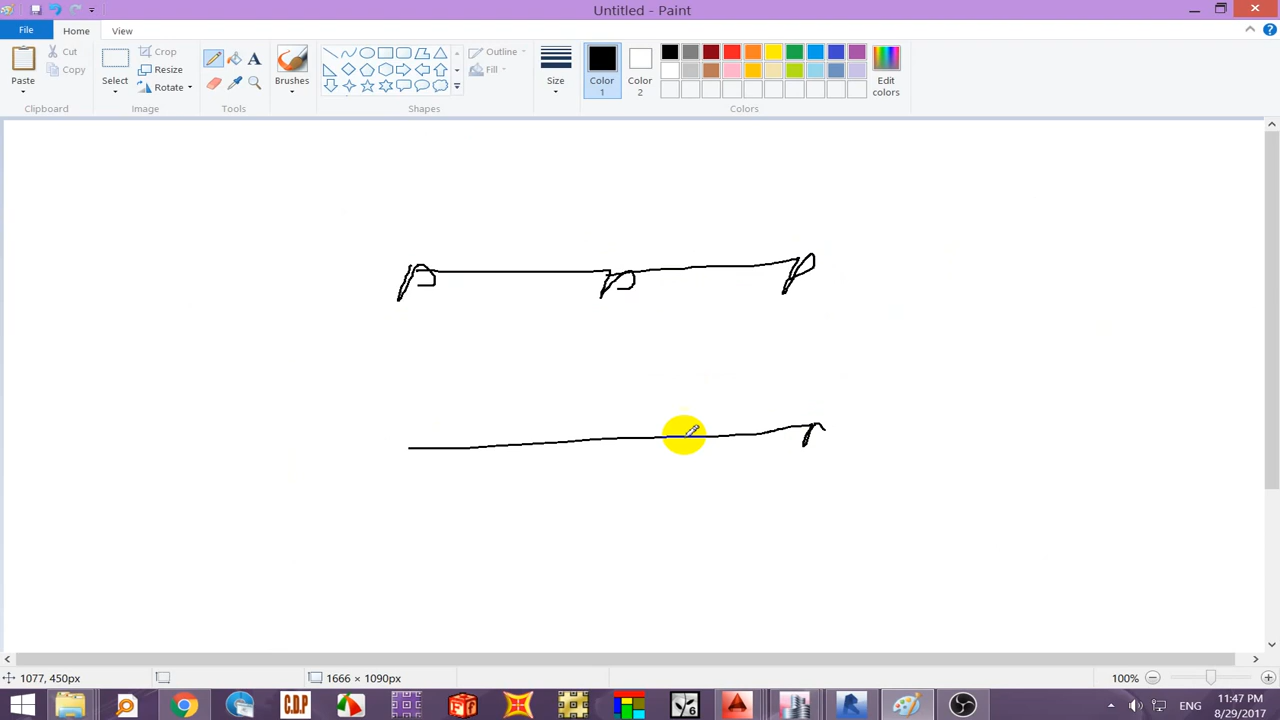 Untitled - Paint
File Home View
Paste Cut Copy
Clipboard
Select Crop Resize Rotate
Image
Tools
Brushes
Outline Fill
Shapes
Size
Color 1
Color 2
Edit colors
Colors
P P P
1077, 450px 1666 × 1090px 100%
C.D.P
6
ENG
11:47 PM
8/29/2017